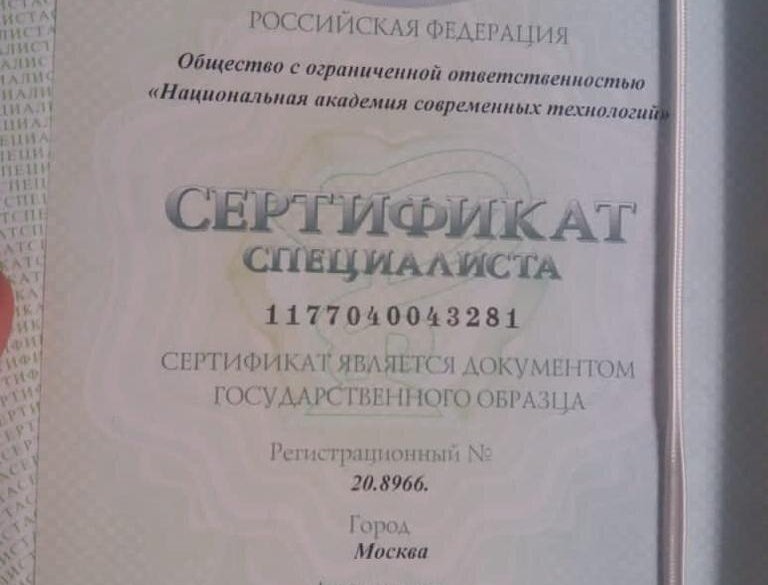 РОССИЙСКАЯ ФЕДЕРАЦИЯ
Общество с ограниченной ответственностью
«Национальная академия современных технологий»
СЕРТИФИКАТ
СПЕЦИАЛИСТА
1177040043281
СЕРТИФИКАТ ЯВЛЯЕТСЯ ДОКУМЕНТОМ
ГОСУДАРСТВЕННОГО ОБРАЗЦА
Регистрационный №
20.8966.
Город
Москва